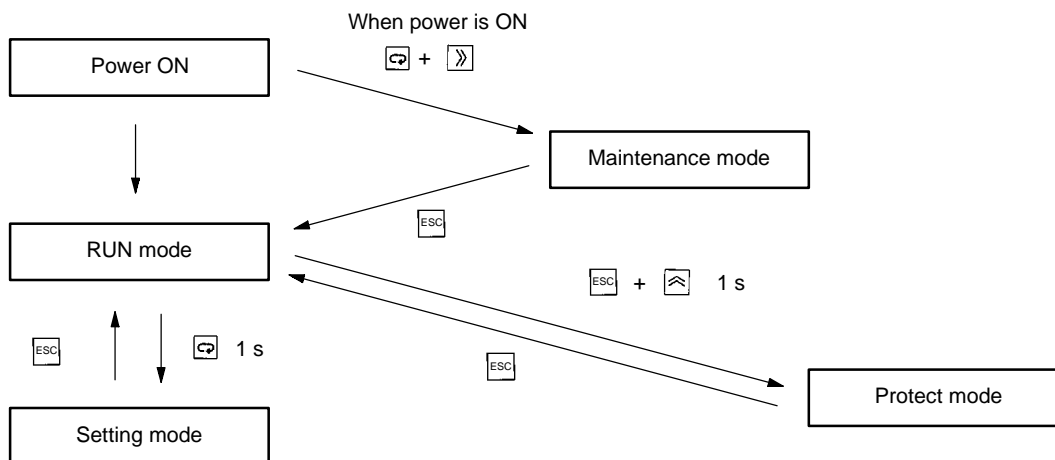 When power is ON
+
Power ON
Maintenance mode
ESC
RUN mode
ESC + 1 s
ESC
1 s
ESC
Protect mode
Setting mode